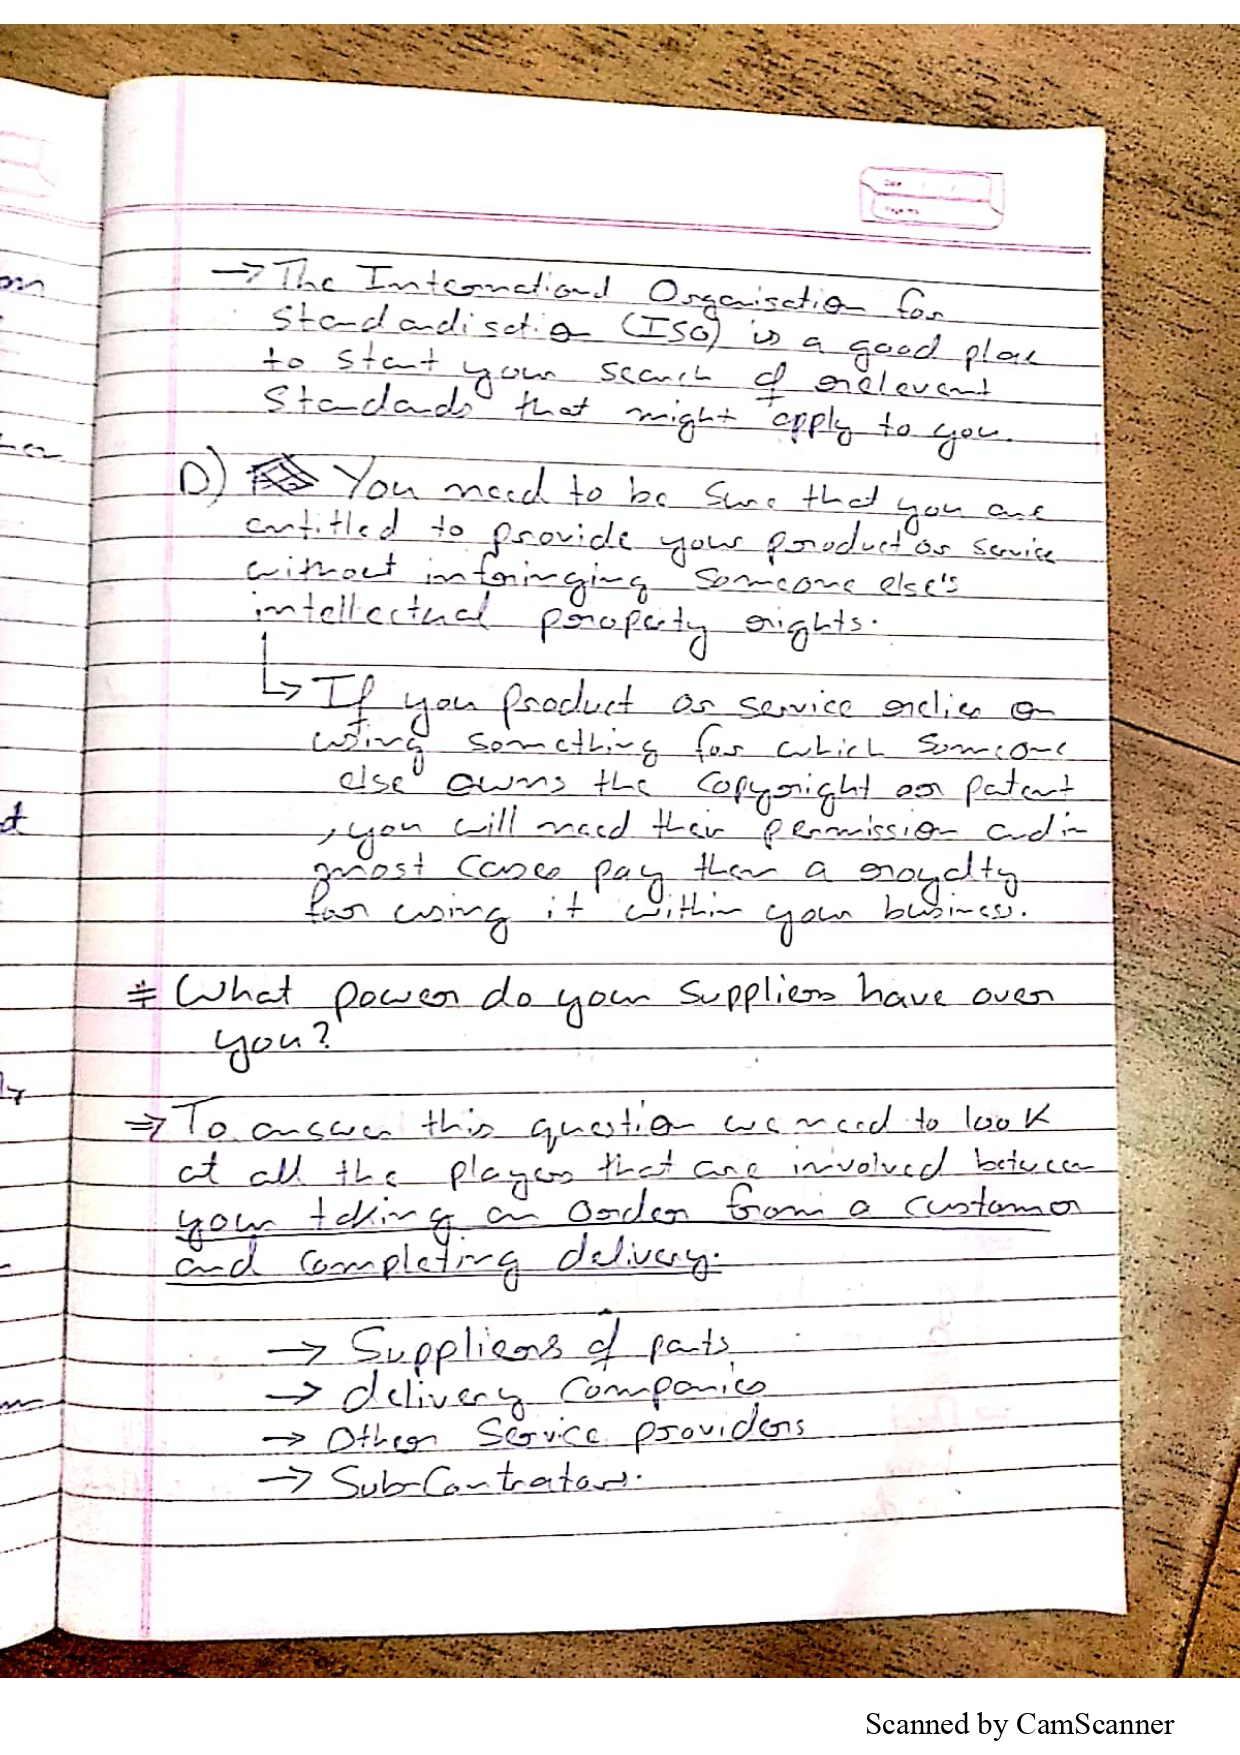 Date
Page No.
→ The International Organisation for
Standardisation (ISO) is a good place
to start your search of relevent
Standards that might apply to you.
D) You need to be sure that you are
entitled to provide your product or service
without infringing someone else's
intellectual property rights.
↳ If you product or service relies on
using something for which someone
else owns the copyright or patent
, you will need their permission and in
most cases pay them a royalty
for using it within your business.
# What power do your suppliers have over
you?
⇒ To answer this question we need to look
at all the players that are involved between
your taking an order from a customer
and completing delivery.
→ Suppliers of parts
→ delivery companies
→ Other Service providers
→ Sub-Contrators.
Scanned by CamScanner